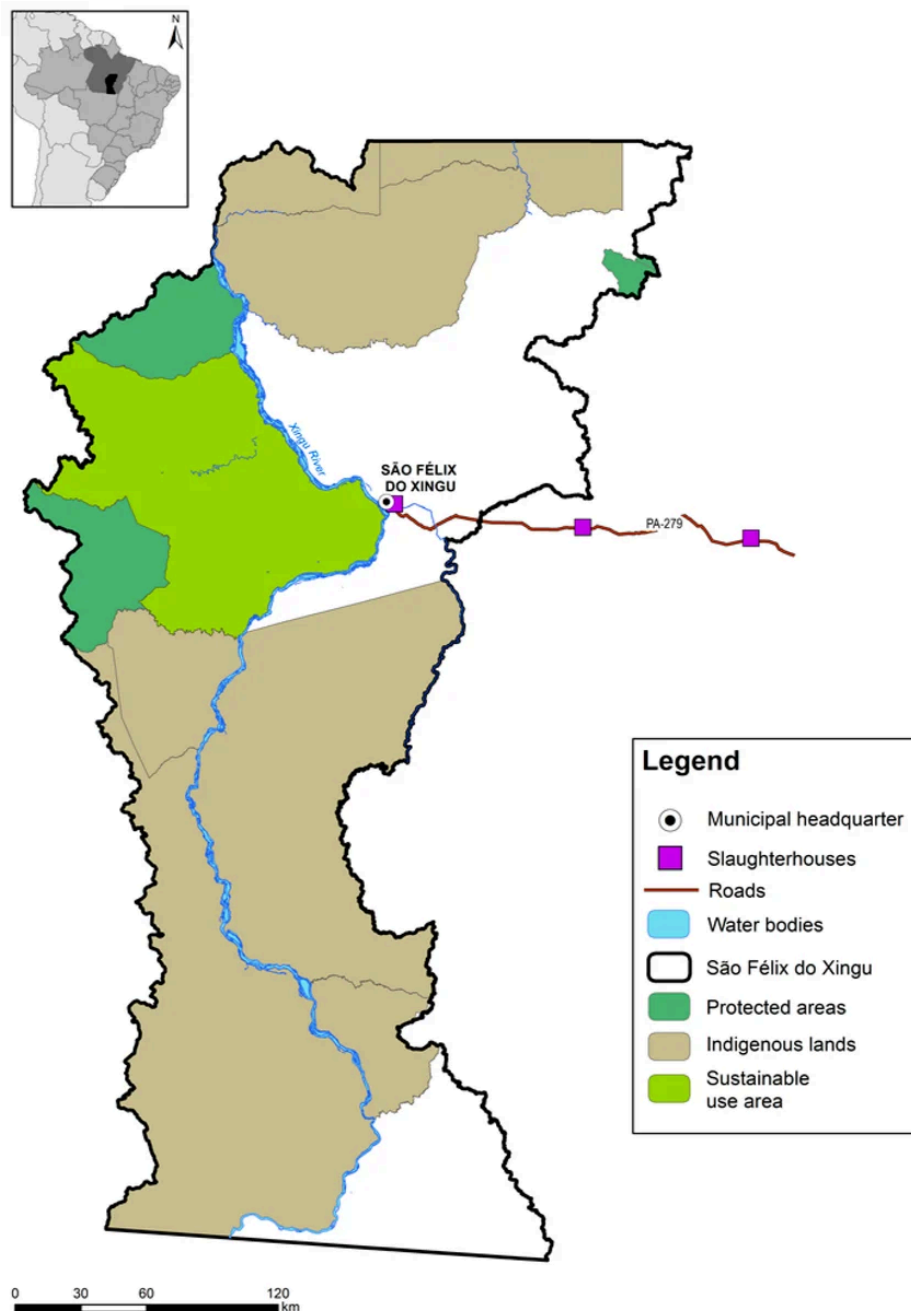 N
Xingu River
SÃO FÉLIX
DO XINGU
PA-279
Legend
Municipal headquarter
Slaughterhouses
Roads
Water bodies
São Félix do Xingu
Protected areas
Indigenous lands
Sustainable
use area
0 30 60 120
km